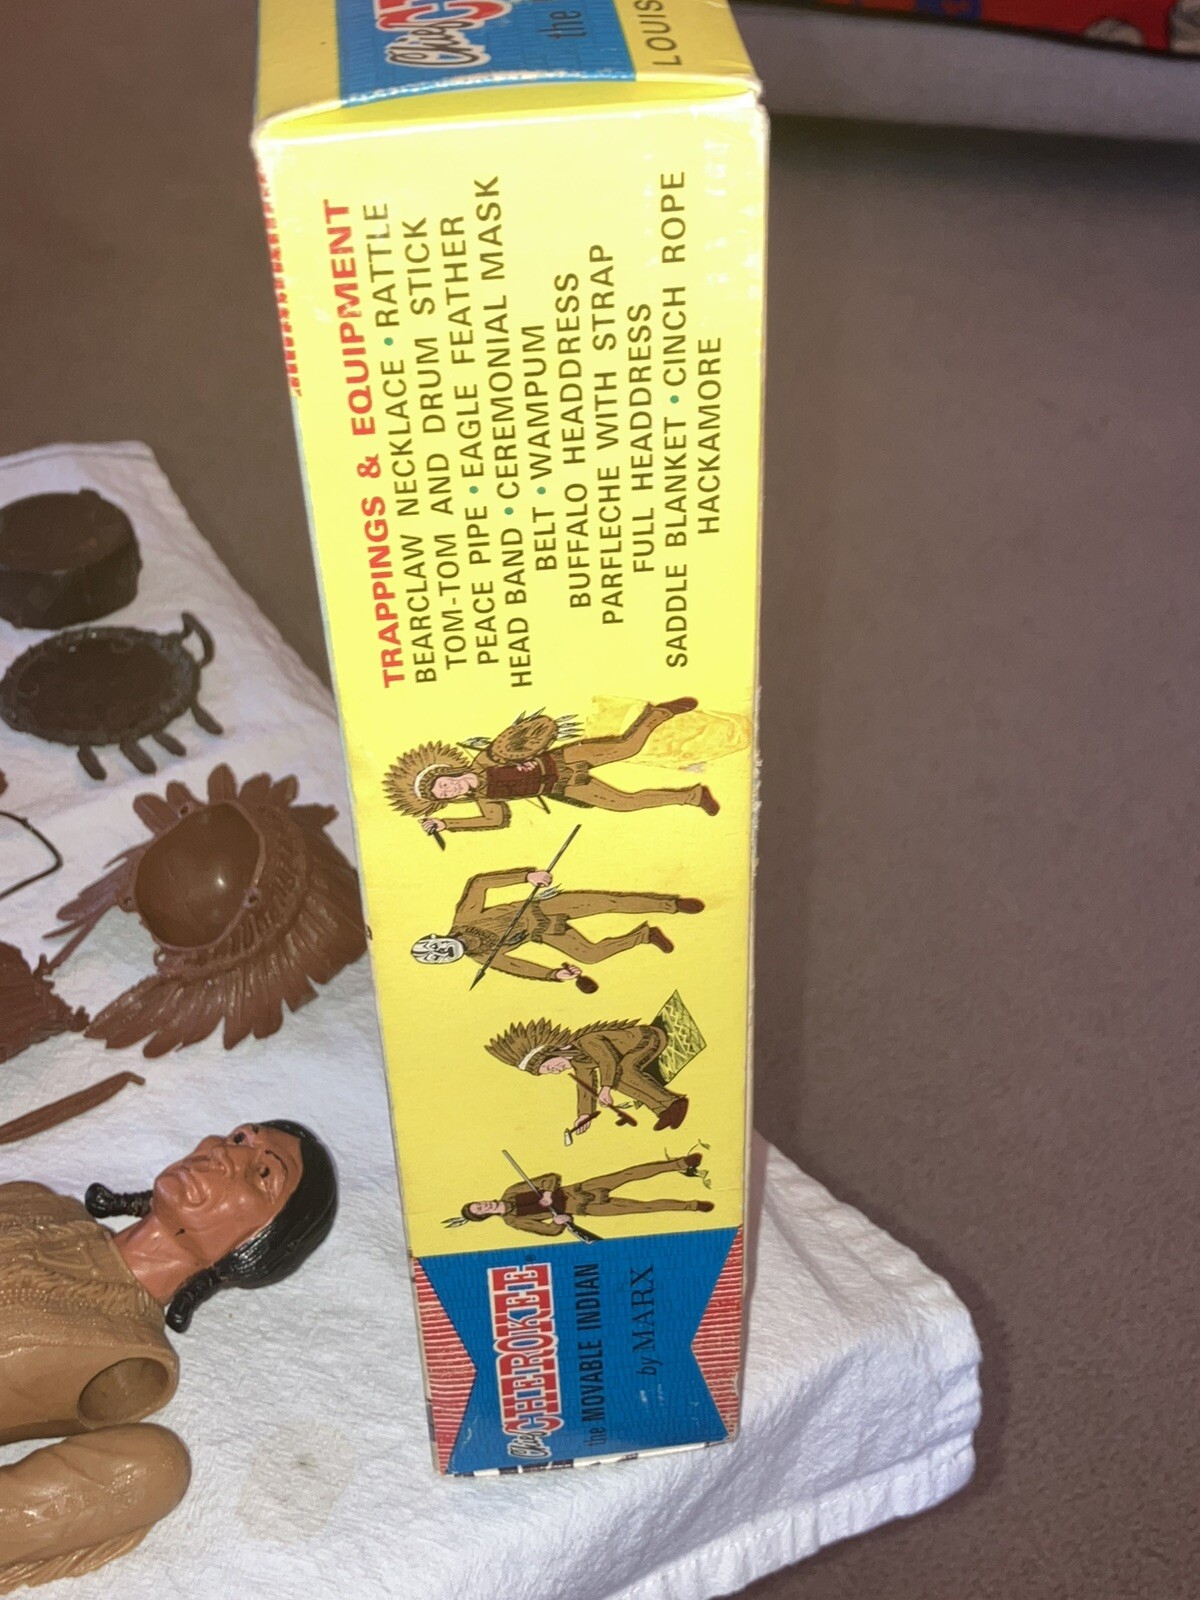 Chief
the
LOUIS
TRAPPINGS & EQUIPMENT
BEARCLAW NECKLACE • RATTLE
TOM-TOM AND DRUM STICK
PEACE PIPE • EAGLE FEATHER
HEAD BAND • CEREMONIAL MASK
BELT • WAMPUM
BUFFALO HEADDRESS
PARFLECHE WITH STRAP
FULL HEADDRESS
SADDLE BLANKET • CINCH ROPE
HACKAMORE
Chief CHEROKEE
the MOVABLE INDIAN
by MARX